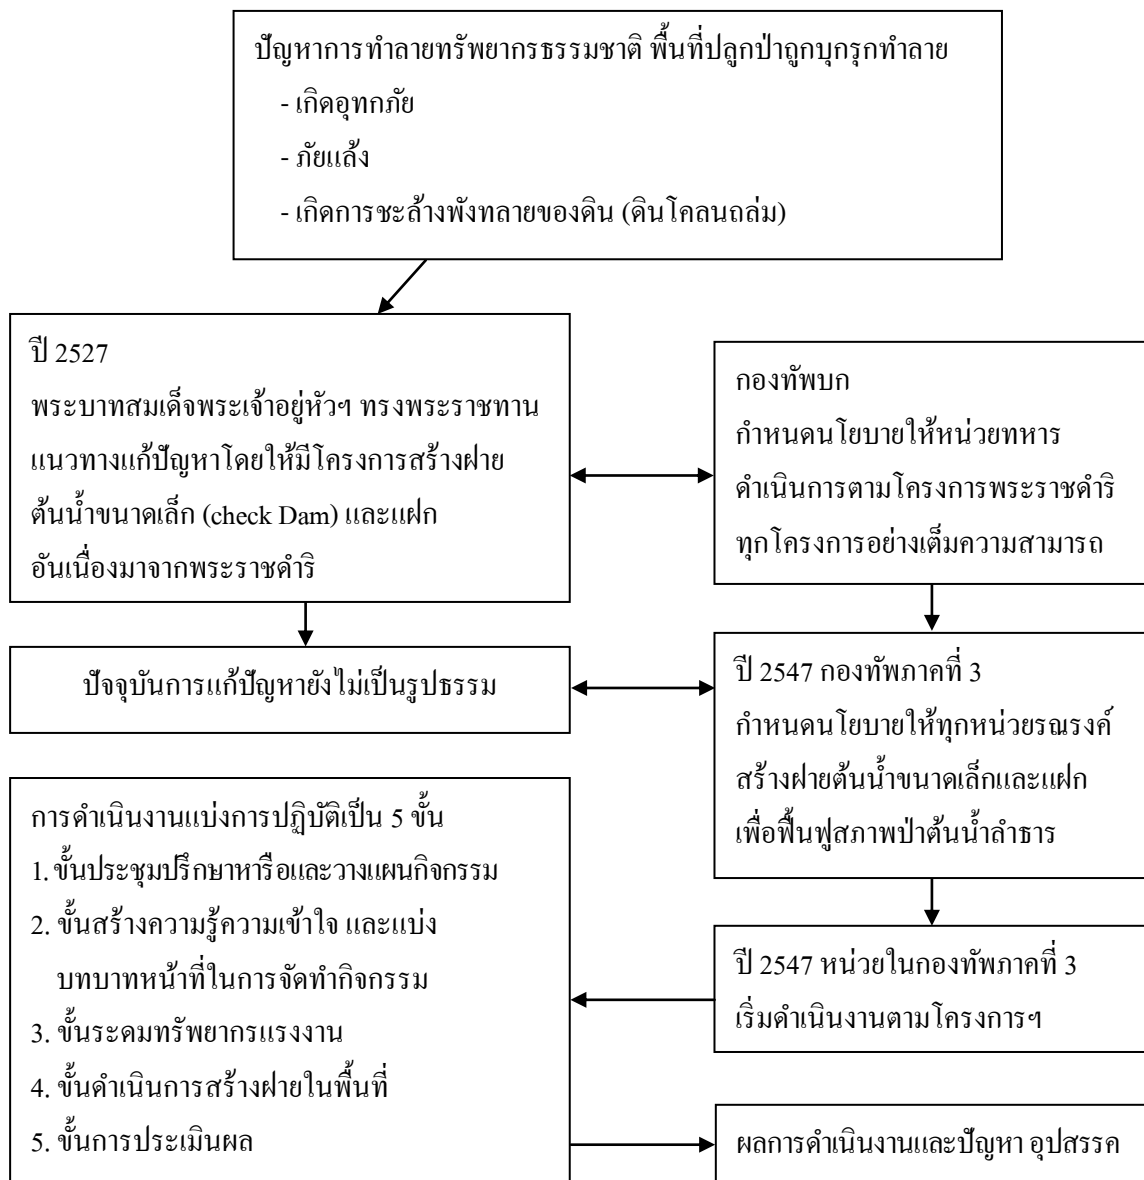 ปัญหาการทำลายทรัพยากรธรรมชาติ พื้นที่ปลูกป่าถูกบุกรุกทำลาย
- เกิดอุทกภัย
- ภัยแล้ง
- เกิดการชะล้างพังทลายของดิน (ดินโคลนถล่ม)
ปี 2527
พระบาทสมเด็จพระเจ้าอยู่หัวฯ ทรงพระราชทาน
แนวทางแก้ปัญหาโดยให้มีโครงการสร้างฝาย
ต้นน้ำขนาดเล็ก (check Dam) และแฝก
อันเนื่องมาจากพระราชดำริ
กองทัพบก
กำหนดนโยบายให้หน่วยทหาร
ดำเนินการตามโครงการพระราชดำริ
ทุกโครงการอย่างเต็มความสามารถ
ปัจจุบันการแก้ปัญหายังไม่เป็นรูปธรรม
ปี 2547 กองทัพภาคที่ 3
กำหนดนโยบายให้ทุกหน่วยรณรงค์
สร้างฝายต้นน้ำขนาดเล็กและแฝก
เพื่อฟื้นฟูสภาพป่าต้นน้ำลำธาร
การดำเนินงานแบ่งการปฏิบัติเป็น 5 ขั้น
1. ขั้นประชุมปรึกษาหารือและวางแผนกิจกรรม
2. ขั้นสร้างความรู้ความเข้าใจ และแบ่ง
บทบาทหน้าที่ในการจัดทำกิจกรรม
3. ขั้นระดมทรัพยากรแรงงาน
4. ขั้นดำเนินการสร้างฝายในพื้นที่
5. ขั้นการประเมินผล
ปี 2547 หน่วยในกองทัพภาคที่ 3
เริ่มดำเนินงานตามโครงการฯ
ผลการดำเนินงานและปัญหา อุปสรรค